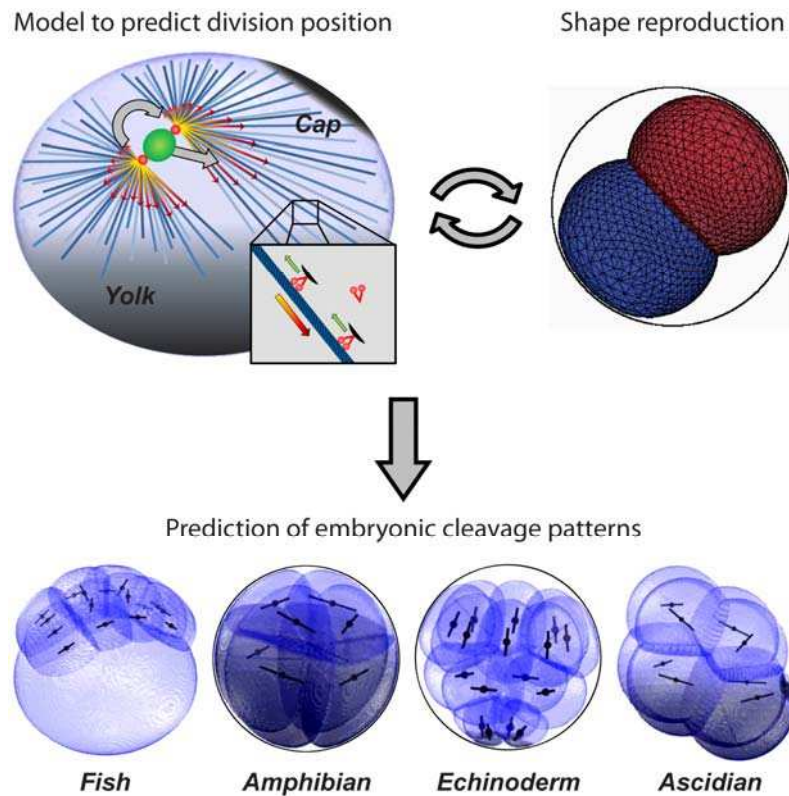 Model to predict division position
Shape reproduction
Cap
Yolk
Prediction of embryonic cleavage patterns
Fish
Amphibian
Echinoderm
Ascidian